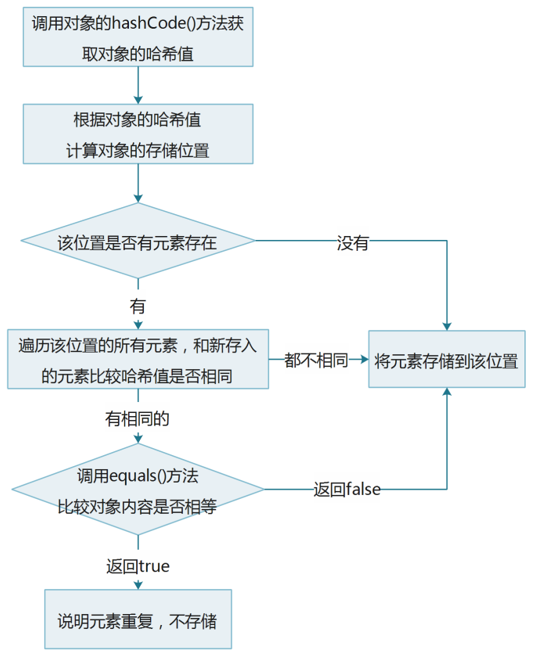 调用对象的hashCode()方法获
取对象的哈希值
根据对象的哈希值
计算对象的存储位置
该位置是否有元素存在
没有
有
遍历该位置的所有元素，和新存入
的元素比较哈希值是否相同
都不相同
将元素存储到该位置
有相同的
调用equals()方法
比较对象内容是否相等
返回false
返回true
说明元素重复，不存储